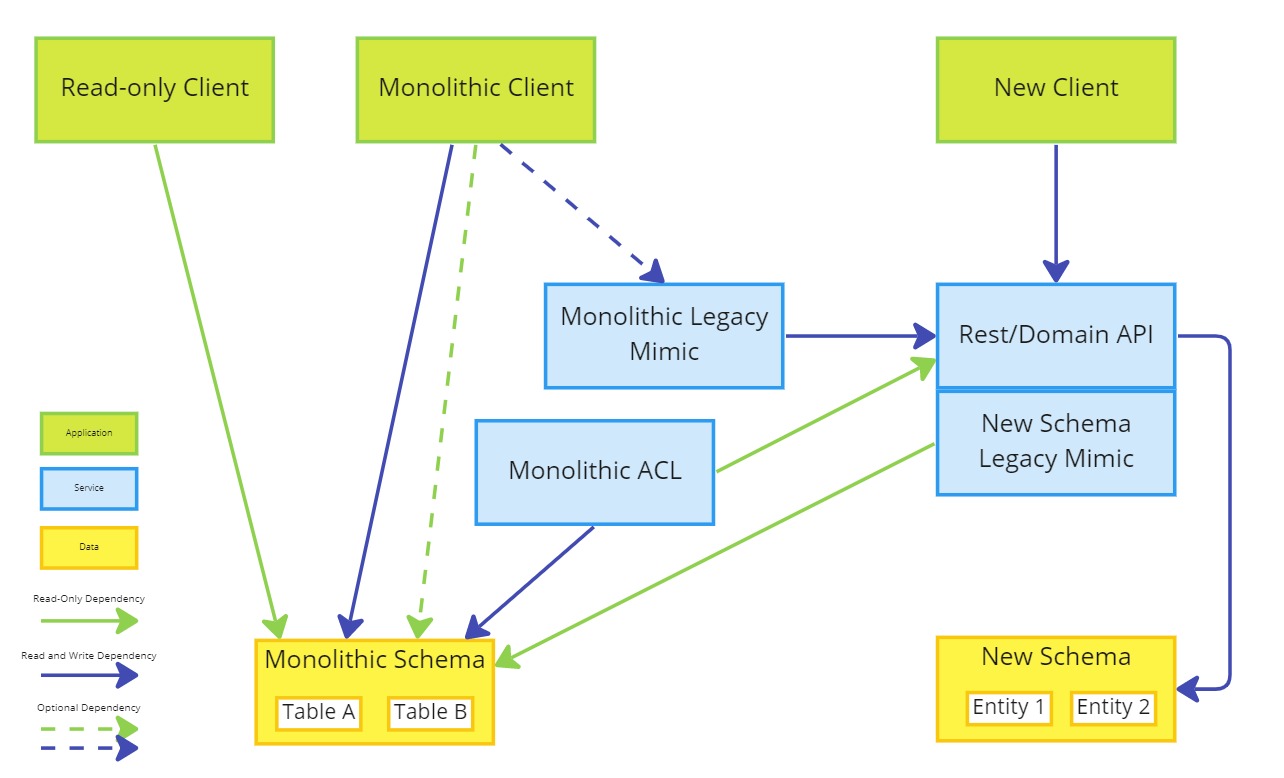 Read-only Client
Monolithic Client
New Client
Monolithic Legacy
Mimic
Rest/Domain API
New Schema
Legacy Mimic
Monolithic ACL
Application
Service
Data
Read-Only Dependency
Read and Write Dependency
Optional Dependency
Monolithic Schema
Table A
Table B
New Schema
Entity 1
Entity 2